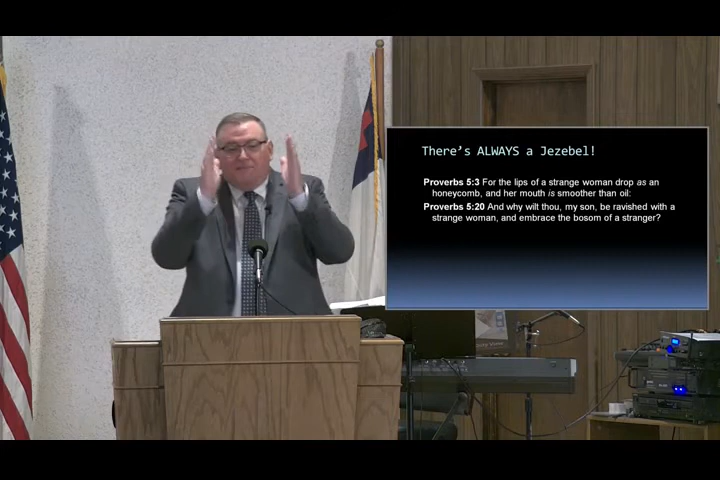 There's ALWAYS a Jezebel!
Proverbs 5:3 For the lips of a strange woman drop as an
honeycomb, and her mouth is smoother than oil:
Proverbs 5:20 And why wilt thou, my son, be ravished with a
strange woman, and embrace the bosom of a stranger?